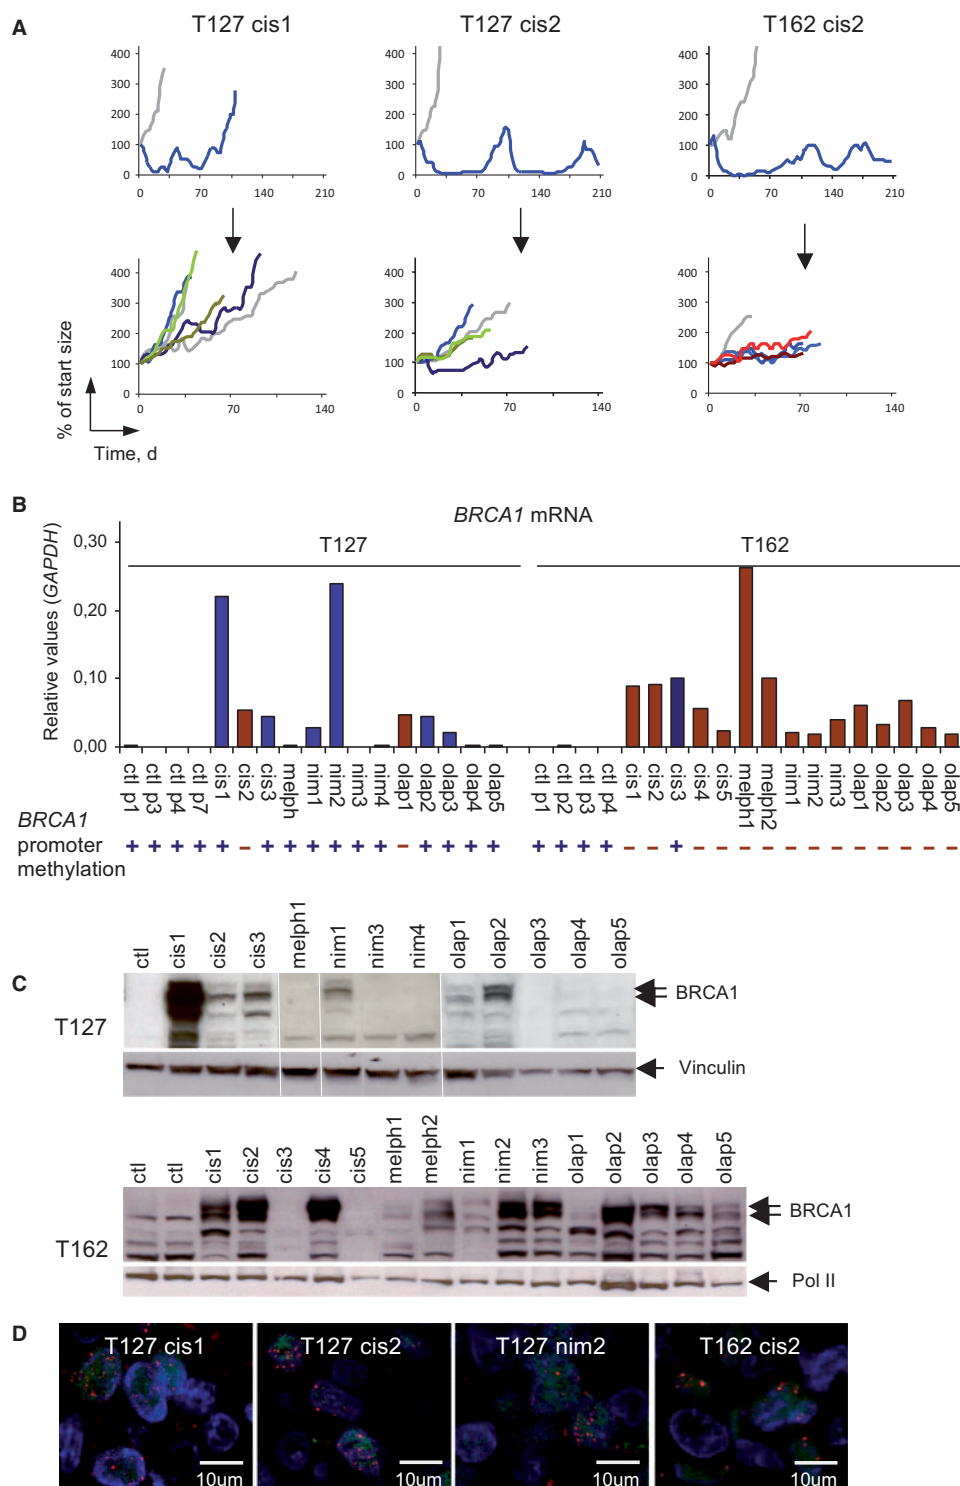 A
T127 cis1
T127 cis2
T162 cis2
400
300
200
100
0
0 70 140 210
400
300
200
100
0
0 70 140 210
400
300
200
100
0
0 70 140 210
400
300
200
100
0
0 70 140
400
300
200
100
0
0 70 140
400
300
200
100
0
0 70 140
% of start size
Time, d
B
BRCA1 mRNA
T127
T162
Relative values (GAPDH)
0,30
0,20
0,10
0,00
ctl p1
ctl p3
ctl p4
ctl p7
cis1
cis2
cis3
melph
nim1
nim2
nim3
nim4
olap1
olap2
olap3
olap4
olap5
ctl p1
ctl p2
ctl p3
ctl p4
cis1
cis2
cis3
cis4
cis5
melph1
melph2
nim1
nim2
nim3
olap1
olap2
olap3
olap4
olap5
BRCA1
promoter
methylation
+ + + + + – + + + + + + – + + + + + + + + – – + – – – – – – – – – – – –
C
ctl
cis1
cis2
cis3
melph1
nim1
nim3
nim4
olap1
olap2
olap3
olap4
olap5
T127
BRCA1
Vinculin
ctl
ctl
cis1
cis2
cis3
cis4
cis5
melph1
melph2
nim1
nim2
nim3
olap1
olap2
olap3
olap4
olap5
T162
BRCA1
Pol II
D
T127 cis1
T127 cis2
T127 nim2
T162 cis2
10um
10um
10um
10um